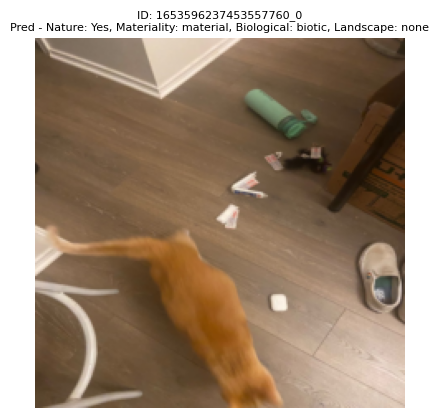 ID: 1653596237453557760_0
Pred - Nature: Yes, Materiality: material, Biological: biotic, Landscape: none